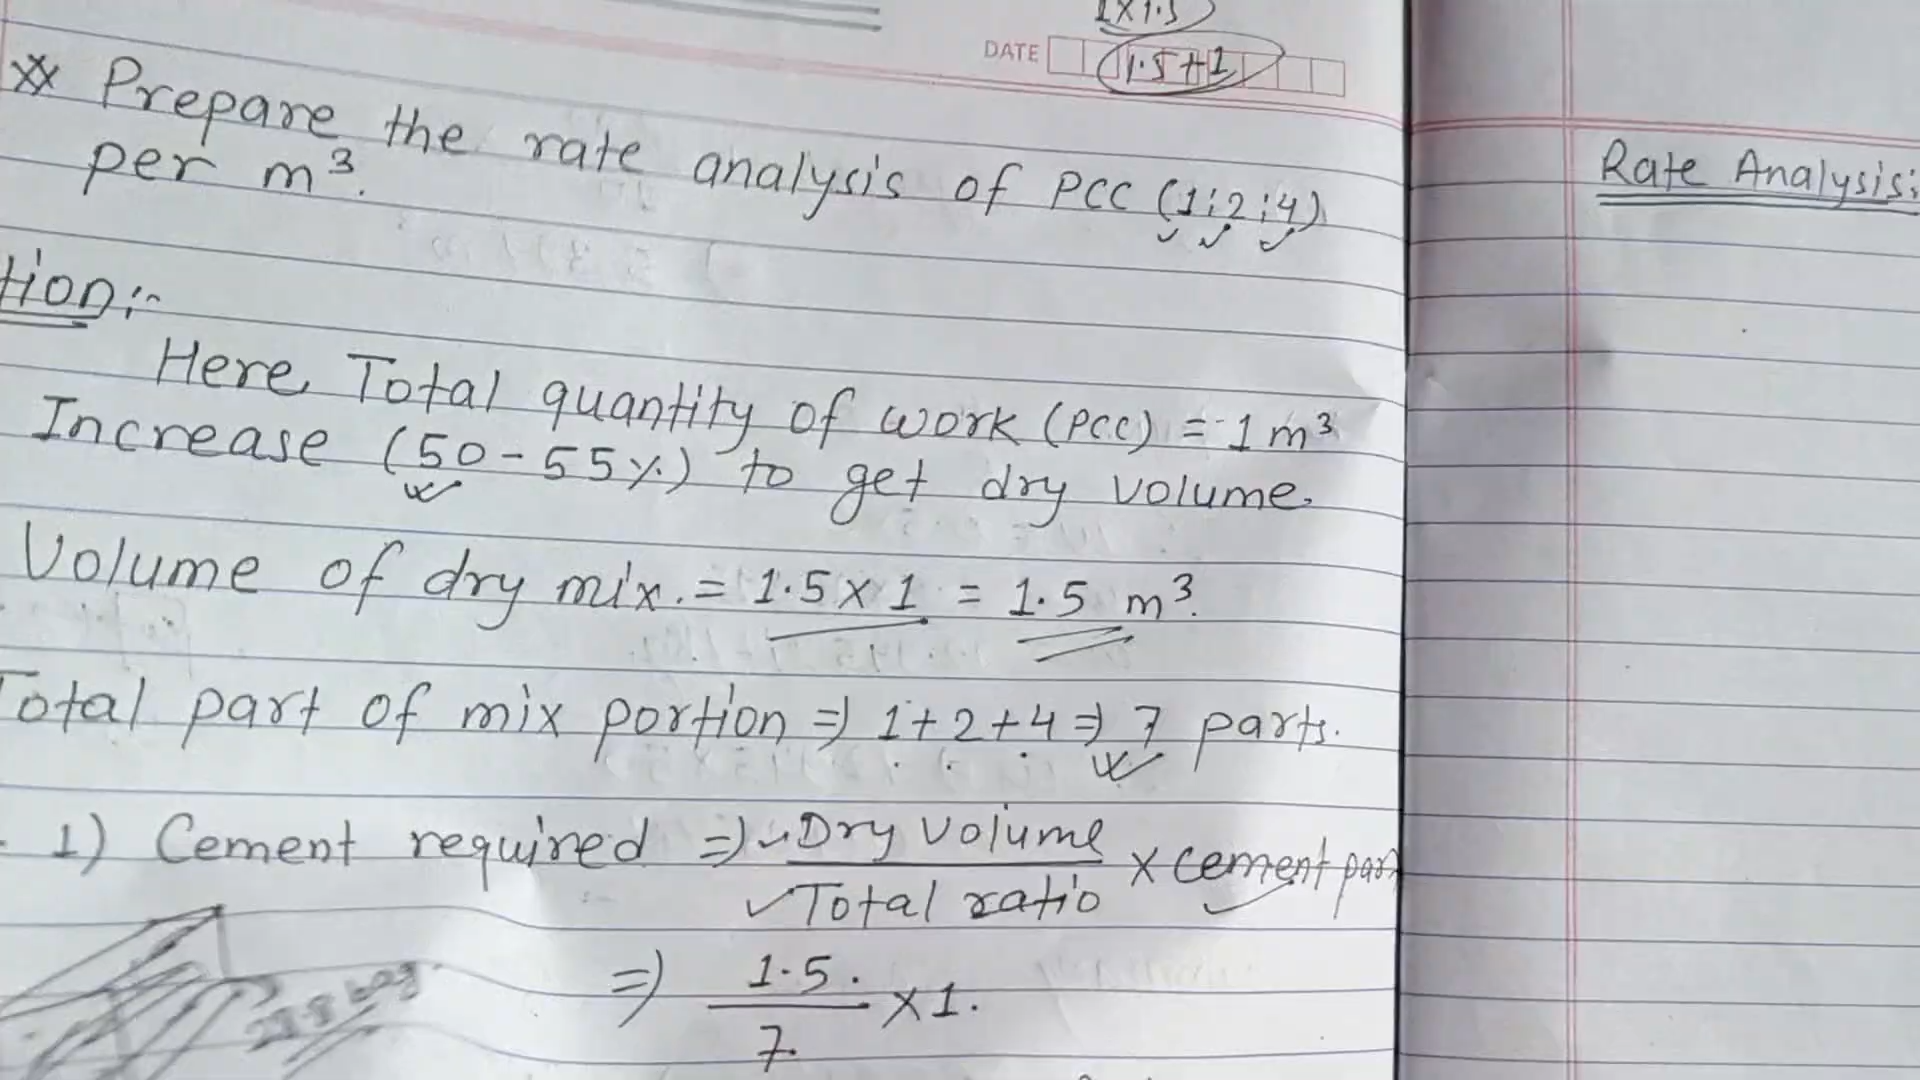 1×1.5
DATE
1.5+1
Prepare the rate analysis of PCC (1:2:4)
per m³.
tion:-
Here, Total quantity of work (PCC) = 1 m³
Increase (50-55%) to get dry volume.
Volume of dry mix. = 1.5×1 = 1.5 m³.
Total part of mix portion ⇒ 1+2+4 ⇒ 7 parts.
1) Cement required ⇒ Dry Volume
Total ratio
× cement part
⇒ 1.5.
7.
×1.
Rate Analysis: